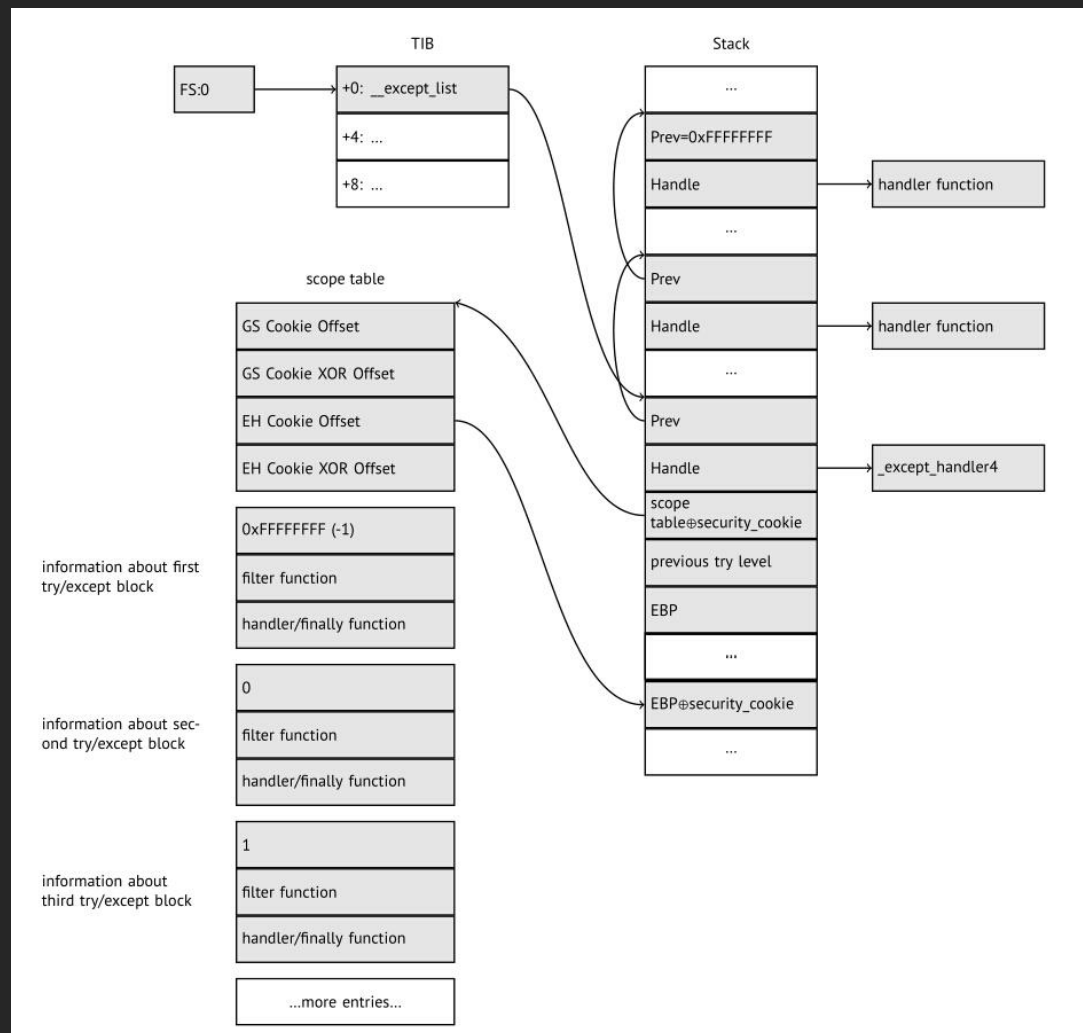 TIB
Stack
FS:0
+0: __except_list
+4: ...
+8: ...
...
Prev=0xFFFFFFFF
Handle
handler function
...
Prev
Handle
handler function
...
Prev
Handle
_except_handler4
scope
table⊕security_cookie
previous try level
EBP
...
EBP⊕security_cookie
...
scope table
GS Cookie Offset
GS Cookie XOR Offset
EH Cookie Offset
EH Cookie XOR Offset
information about first
try/except block
0xFFFFFFFF (-1)
filter function
handler/finally function
information about sec-
ond try/except block
0
filter function
handler/finally function
information about
third try/except block
1
filter function
handler/finally function
...more entries...